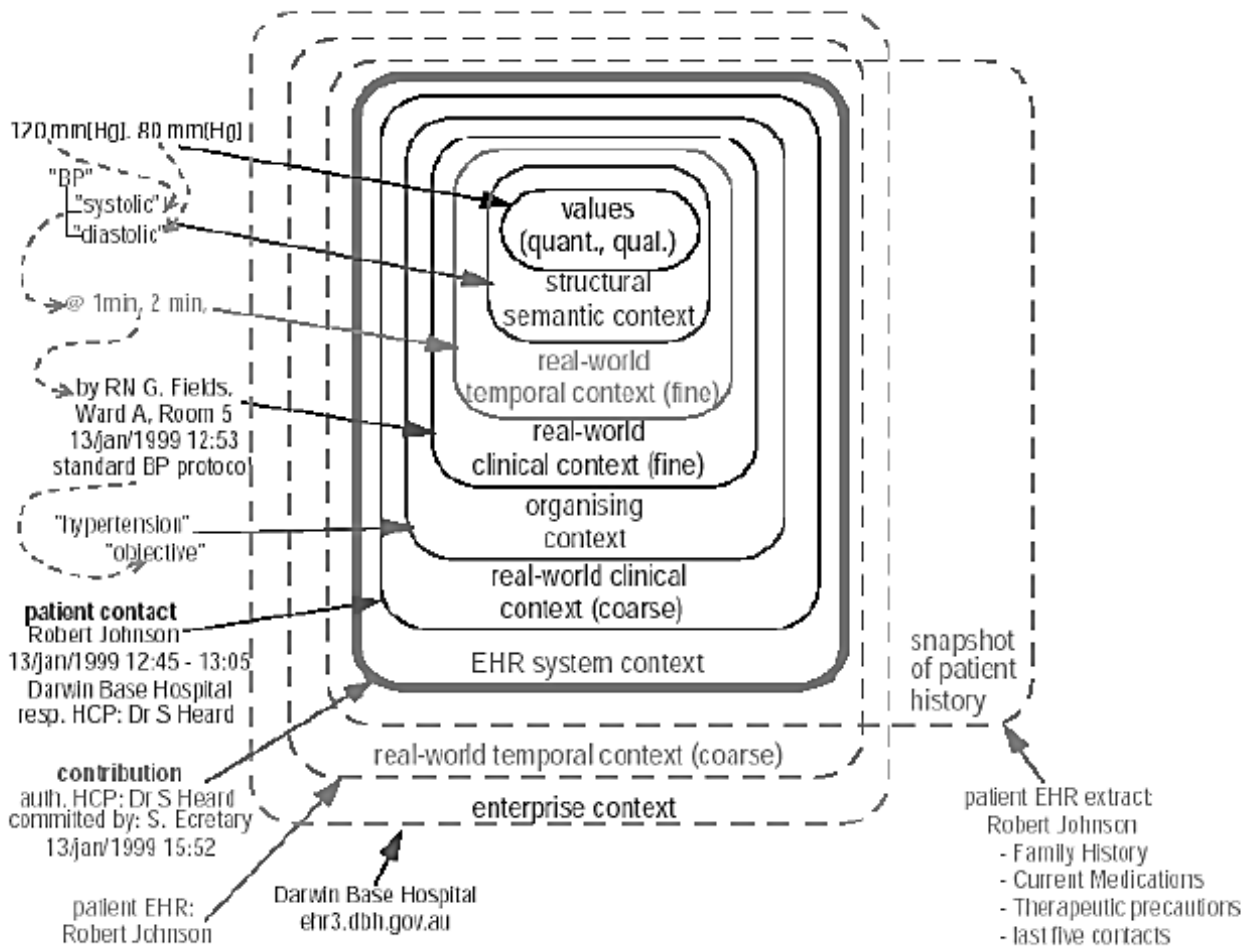 120 mm[Hg]. 80 mm[Hg]
"BP"
"systolic"
"diastolic"
@ 1min, 2 min,
by RN G. Fields.
Ward A, Room 5
13/jan/1999 12:53
standard BP protoco
"hypertension"
"objective"
patient contact
Robert Johnson
13/jan/1999 12:45 - 13:05
Darwin Base Hospital
resp. HCP: Dr S Heard
contribution
auth. HCP: Dr S Heard
committed by: S. Ecretary
13/jan/1999 15:52
patient EHR:
Robert Johnson
values
(quant., qual.)
structural
semantic context
real-world
temporal context (fine)
real-world
clinical context (fine)
organising
context
real-world clinical
context (coarse)
EHR system context
real-world temporal context (coarse)
enterprise context
Darwin Base Hospital
ehr3.dbh.gov.au
snapshot
of patient
history
patient EHR extract:
Robert Johnson
- Family History
- Current Medications
- Therapeutic precautions
- last five contacts